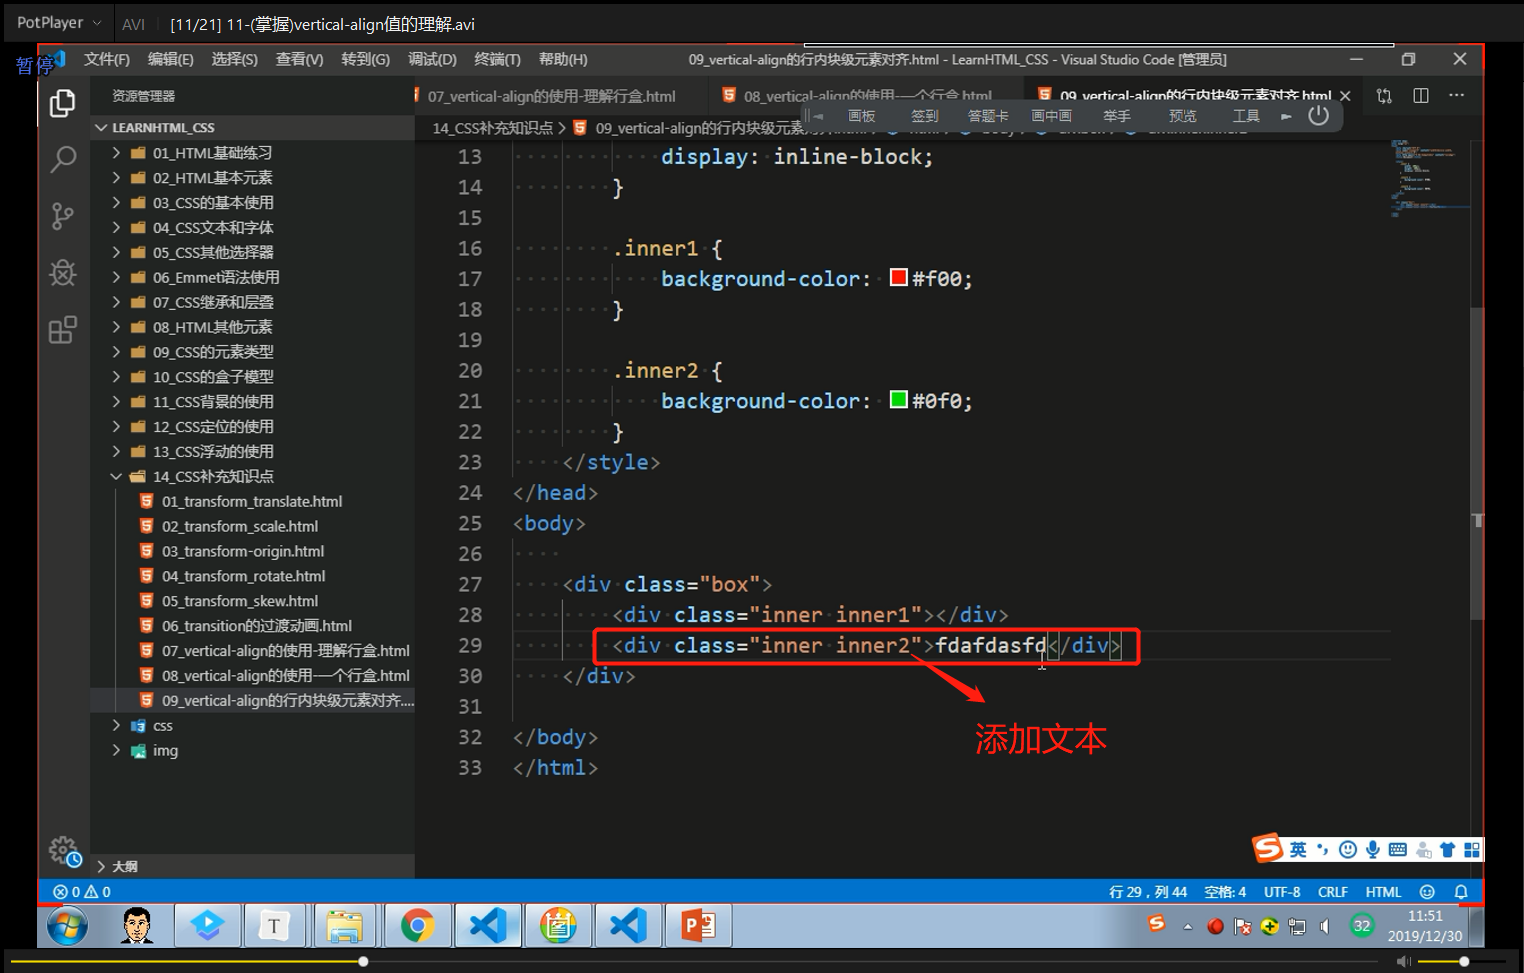 PotPlayer AVI [11/21] 11-(掌握)vertical-align值的理解.avi
暂停
文件(F) 编辑(E) 选择(S) 查看(V) 转到(G) 调试(D) 终端(T) 帮助(H) 09_vertical-align的行内块级元素对齐.html - LearnHTML_CSS - Visual Studio Code [管理员]
资源管理器 07_vertical-align的使用-理解行盒.html 08_vertical-align的使用-一个行盒.html 09_vertical-align的行内块级元素对齐.html
画板 签到 答题卡 画中画 举手 预览 工具
LEARNHTML_CSS
14_CSS补充知识点 > 09_vertical-align的行内块级元素
01_HTML基础练习
02_HTML基本元素
03_CSS的基本使用
04_CSS文本和字体
05_CSS其他选择器
06_Emmet语法使用
07_CSS继承和层叠
08_HTML其他元素
09_CSS的元素类型
10_CSS的盒子模型
11_CSS背景的使用
12_CSS定位的使用
13_CSS浮动的使用
14_CSS补充知识点
01_transform_translate.html
02_transform_scale.html
03_transform-origin.html
04_transform_rotate.html
05_transform_skew.html
06_transition的过渡动画.html
07_vertical-align的使用-理解行盒.html
08_vertical-align的使用-一个行盒.html
09_vertical-align的行内块级元素对齐....
css
img
大纲
13 display: inline-block;
14 }
15
16 .inner1 {
17 background-color: #f00;
18 }
19
20 .inner2 {
21 background-color: #0f0;
22 }
23 </style>
24 </head>
25 <body>
26
27 <div class="box">
28 <div class="inner inner1"></div>
29 <div class="inner inner2">fdafdasfd</div>
30 </div>
31
32 </body>
33 </html>
添加文本
英
0 0 行 29，列 44 空格: 4 UTF-8 CRLF HTML
T
32
11:51
2019/12/30